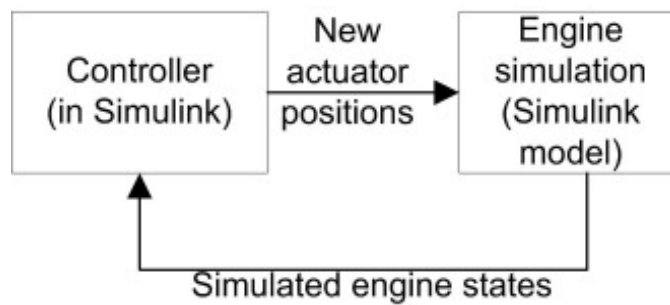 Controller
(in Simulink)
New
actuator
positions
Engine
simulation
(Simulink
model)
Simulated engine states